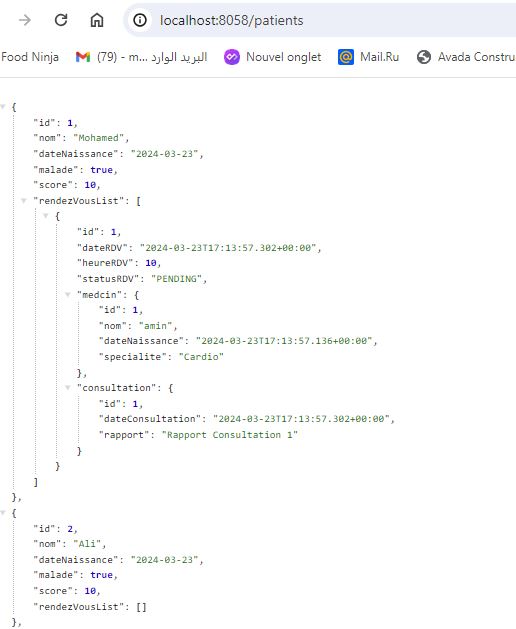 localhost:8058/patients
Food Ninja (79) - m... البريد الوارد Nouvel onglet Mail.Ru Avada Constru
{
"id": 1,
"nom": "Mohamed",
"dateNaissance": "2024-03-23",
"malade": true,
"score": 10,
"rendezVousList": [
{
"id": 1,
"dateRDV": "2024-03-23T17:13:57.302+00:00",
"heureRDV": 10,
"statusRDV": "PENDING",
"medcin": {
"id": 1,
"nom": "amin",
"dateNaissance": "2024-03-23T17:13:57.136+00:00",
"specialite": "Cardio"
},
"consultation": {
"id": 1,
"dateConsultation": "2024-03-23T17:13:57.302+00:00",
"rapport": "Rapport Consultation 1"
}
}
]
},
{
"id": 2,
"nom": "Ali",
"dateNaissance": "2024-03-23",
"malade": true,
"score": 10,
"rendezVousList": []
},